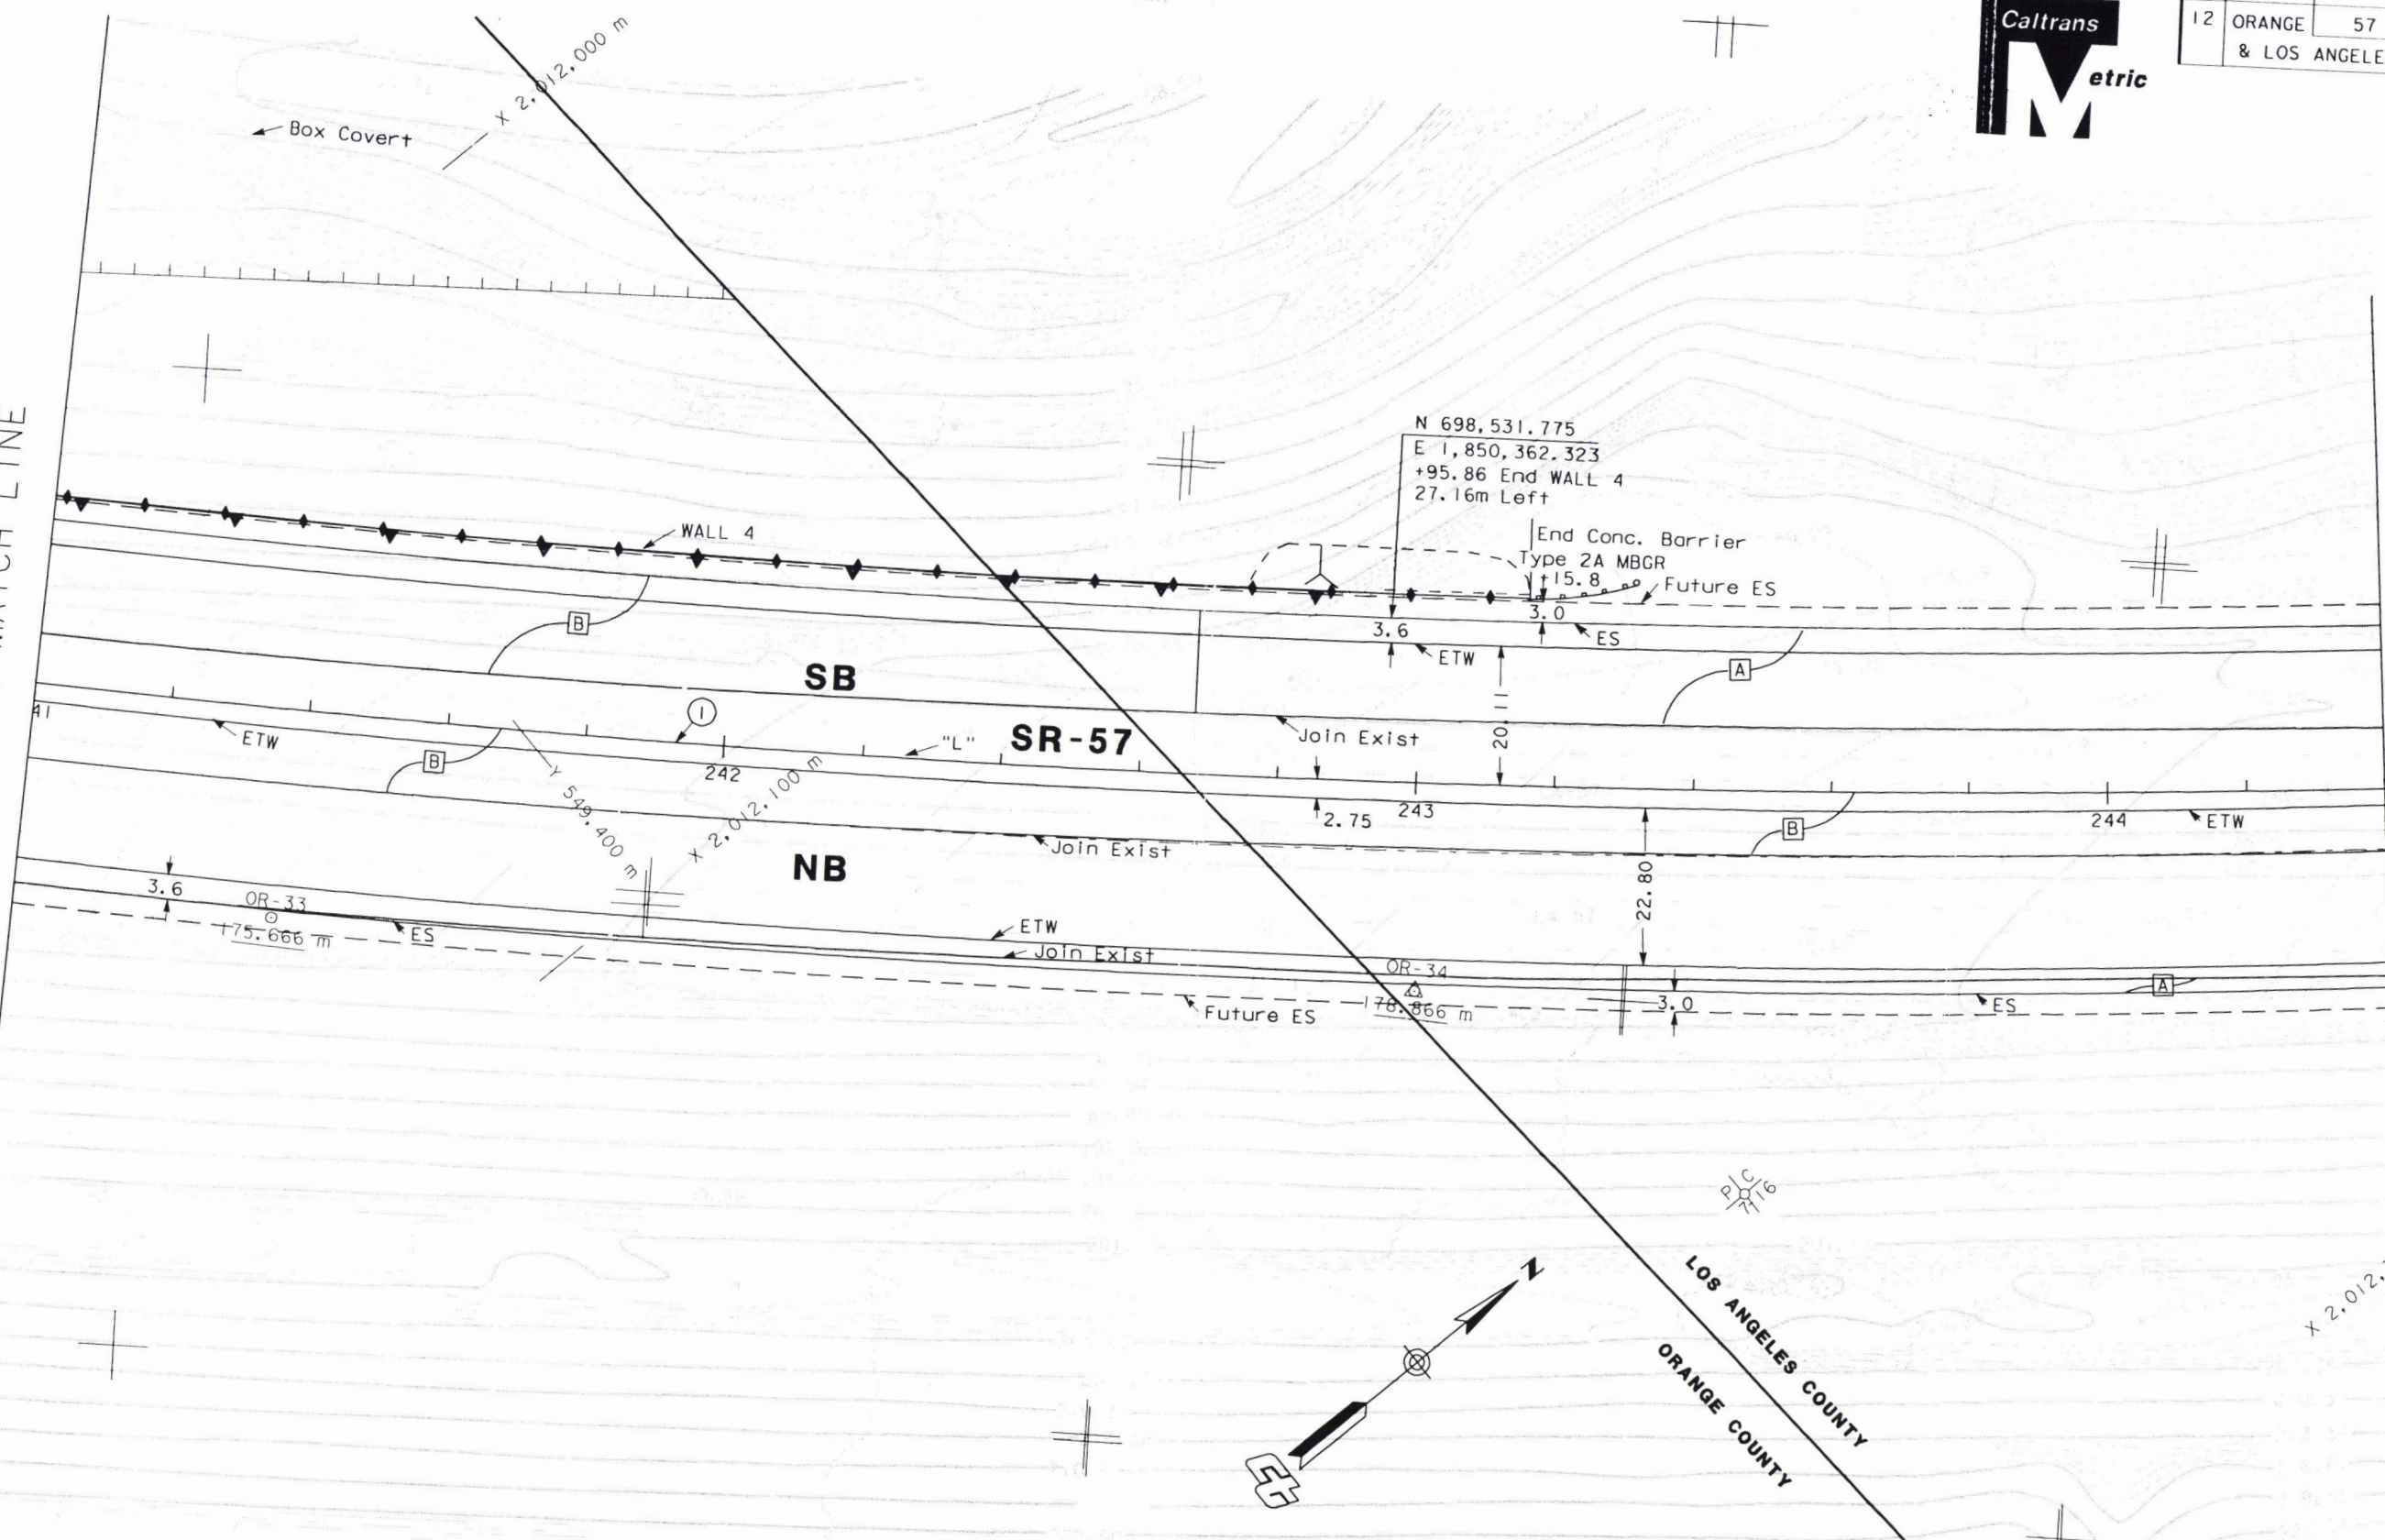 Caltrans
Metric
12 ORANGE 57
& LOS ANGELE
X 2,012,000 m
Box Covert
MATCH LINE
N 698,531.775
E 1,850,362.323
+95.86 End WALL 4
27.16m Left
End Conc. Barrier
Type 2A MBGR
+15.8
Future ES
WALL 4
3.0
3.6
ES
ETW
B
A
SB
41
1
ETW
"L"
SR-57
Join Exist
20.11
B
242
243
244
2.75
ETW
B
Y 549,400 m
X 2,012,100 m
Join Exist
NB
22.80
3.6
OR-33
175.666 m
ES
ETW
Join Exist
OR-34
178.866 m
3.0
A
ES
Future ES
P C
7716
N
LOS ANGELES COUNTY
ORANGE COUNTY
X 2,012,